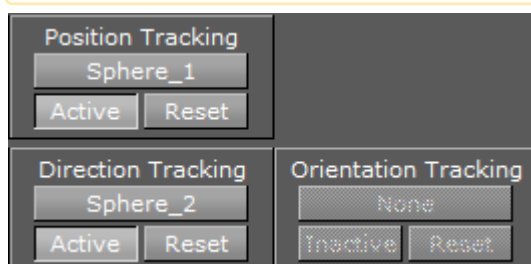 Position Tracking
Sphere_1
Active Reset
Direction Tracking
Sphere_2
Active Reset
Orientation Tracking
None
Inactive Reset